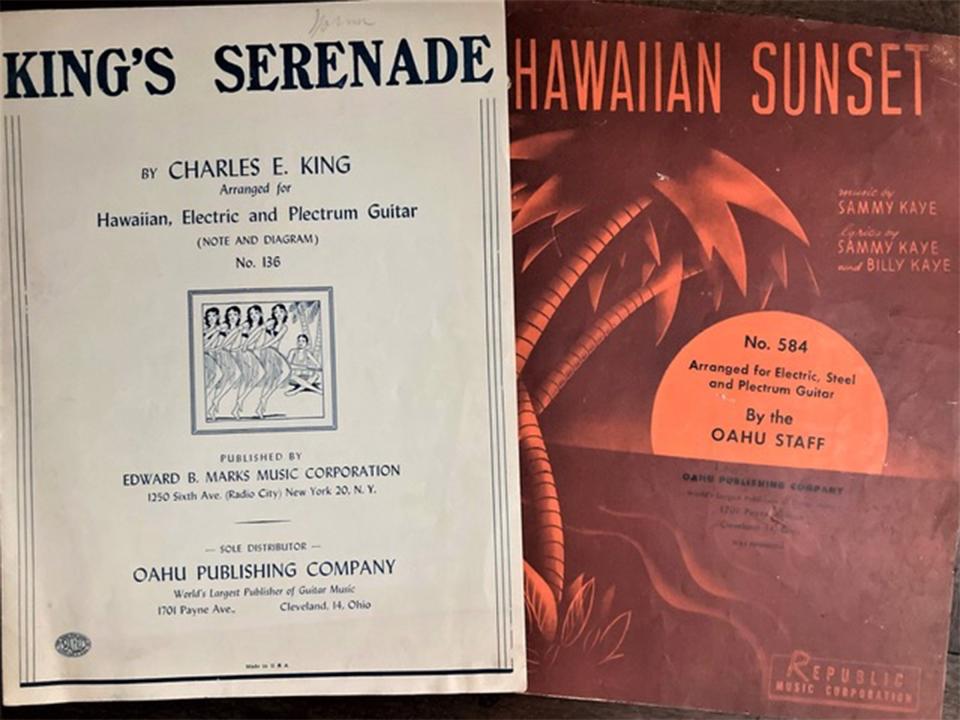 KING'S SERENADE
BY CHARLES E. KING
Arranged for
Hawaiian, Electric and Plectrum Guitar
(NOTE AND DIAGRAM)
No. 136
PUBLISHED BY
EDWARD B. MARKS MUSIC CORPORATION
1250 Sixth Ave. (Radio City) New York 20, N. Y.
— SOLE DISTRIBUTOR —
OAHU PUBLISHING COMPANY
World's Largest Publisher of Guitar Music
1701 Payne Ave., Cleveland, 14, Ohio
Made in U.S.A.
HAWAIIAN SUNSET
music by
SAMMY KAYE
lyrics by
SAMMY KAYE
and BILLY KAYE
No. 584
Arranged for Electric, Steel
and Plectrum Guitar
By the
OAHU STAFF
OAHU PUBLISHING COMPANY
World's Largest Publisher of
1701 Payne
Cleveland 14,
REPUBLIC
MUSIC CORPORATION